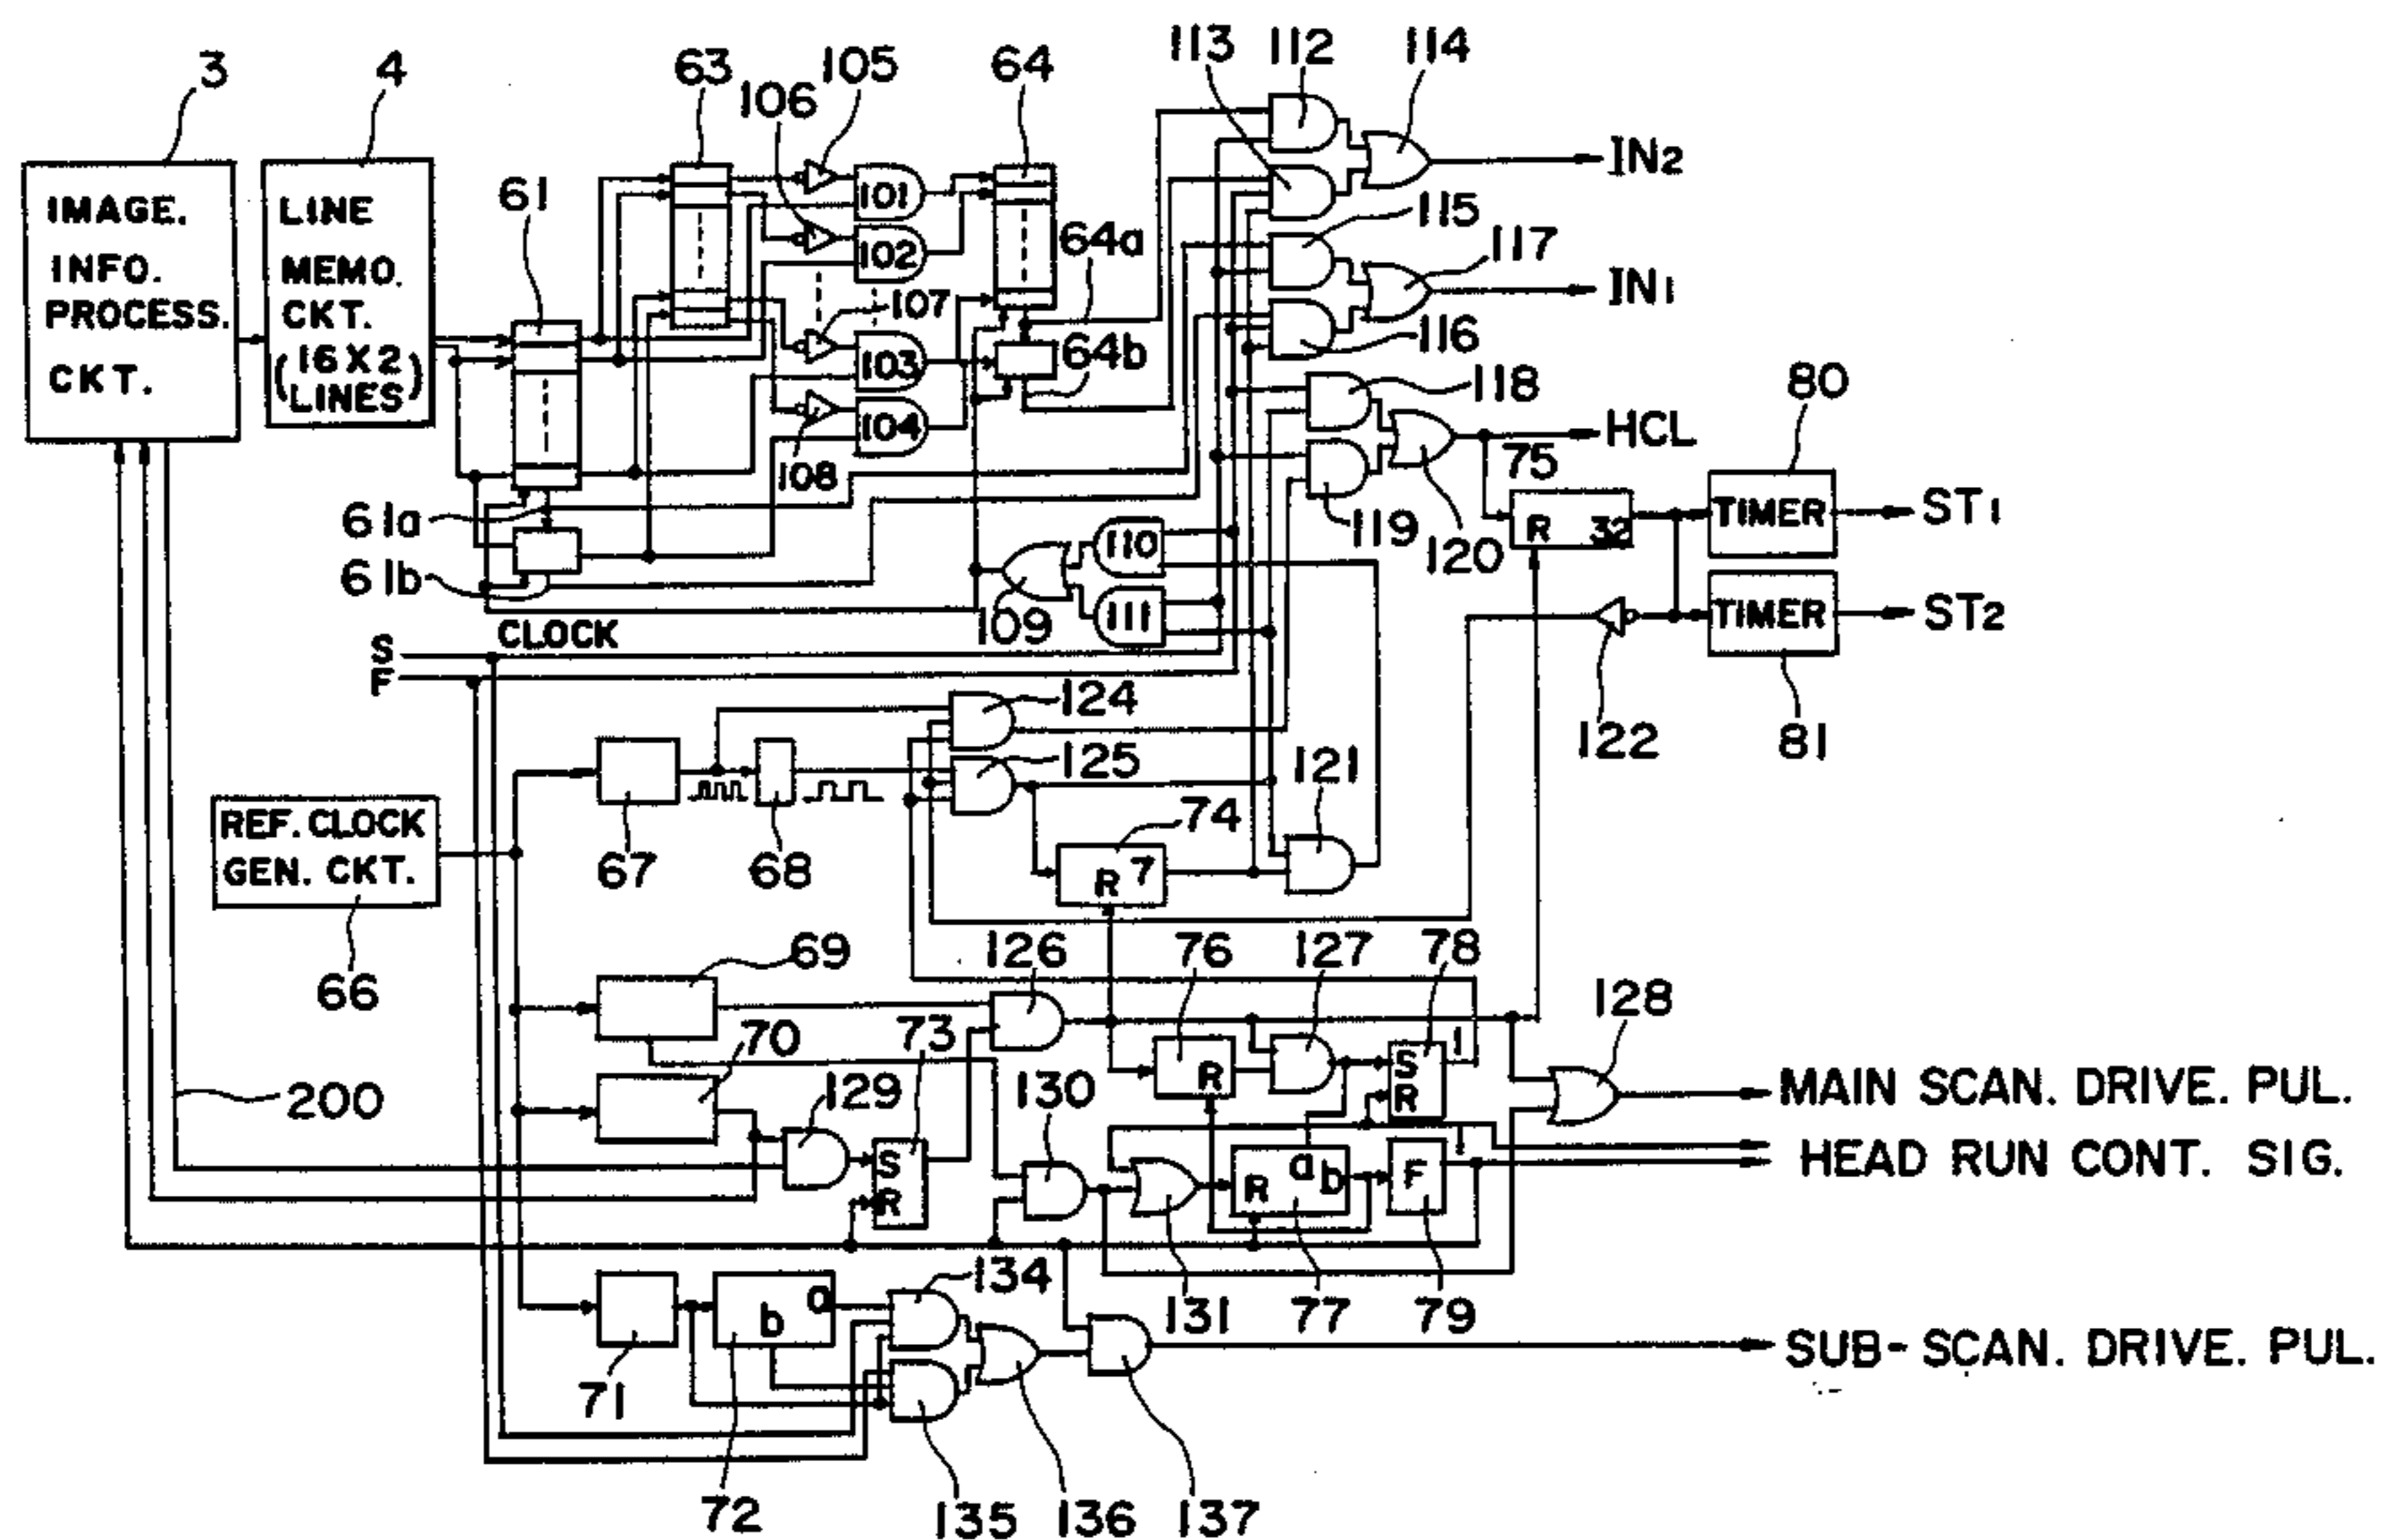 3
4
63
105
106
64
113
112
114
IN2
IMAGE.
INFO.
PROCESS.
CKT.
LINE
MEMO.
CKT.
(16X2)
LINES
61
101
102
107
103
104
108
64a
64b
115
117
IN1
116
118
HCL
80
75
R 32
TIMER
ST1
119
120
61a
61b
110
111
109
CLOCK
S
F
TIMER
ST2
122
81
124
125
121
74
R 7
67
68
REF. CLOCK
GEN. CKT.
66
69
126
76
127
78
128
70
73
R
S 1
R
MAIN SCAN. DRIVE. PUL.
200
129
130
1
HEAD RUN CONT. SIG.
S
R
R a b
F
134
131
77
79
a
b
SUB- SCAN. DRIVE. PUL.
71
72
135
136
137